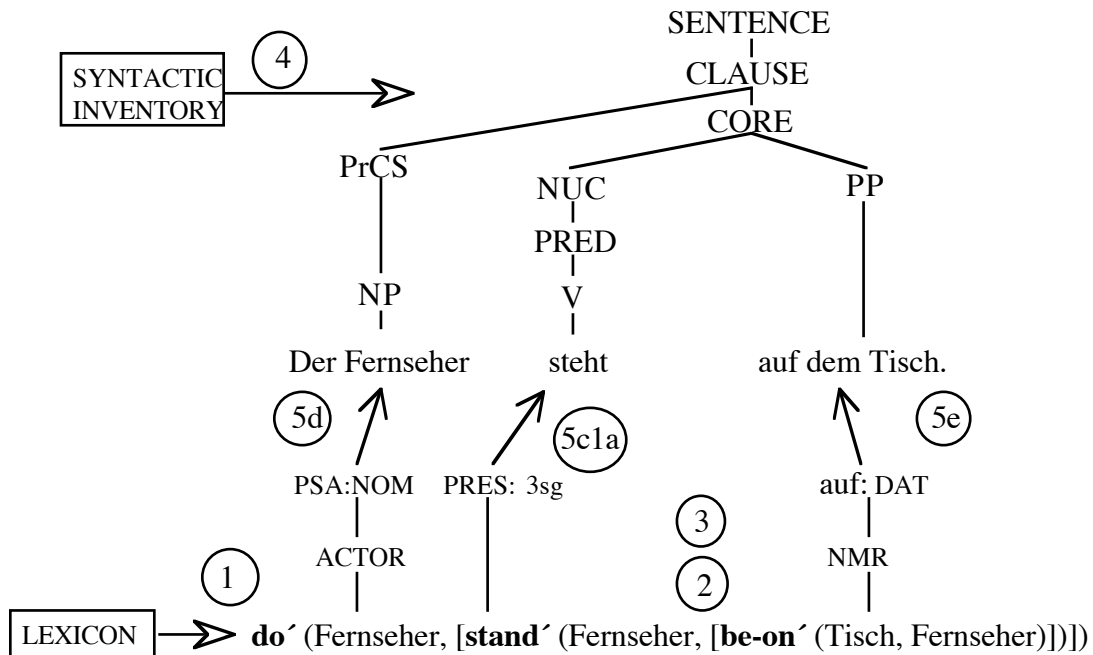 SENTENCE
4
SYNTACTIC
INVENTORY
CLAUSE
CORE
PrCS
NUC
PP
PRED
NP
V
Der Fernseher steht auf dem Tisch.
5d
5c1a
5e
PSA:NOM PRES: 3sg auf: DAT
3
ACTOR
NMR
1
2
LEXICON
do´ (Fernseher, [stand´ (Fernseher, [be-on´ (Tisch, Fernseher)])])